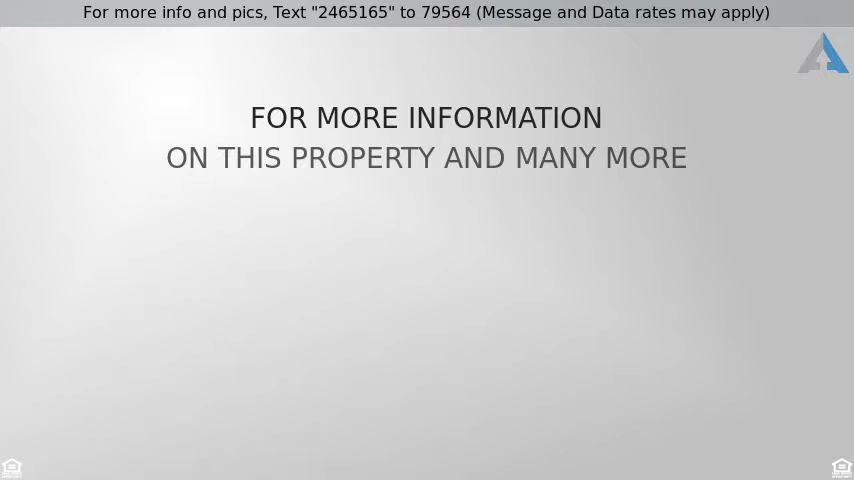 For more info and pics, Text "2465165" to 79564 (Message and Data rates may apply)
FOR MORE INFORMATION
ON THIS PROPERTY AND MANY MORE